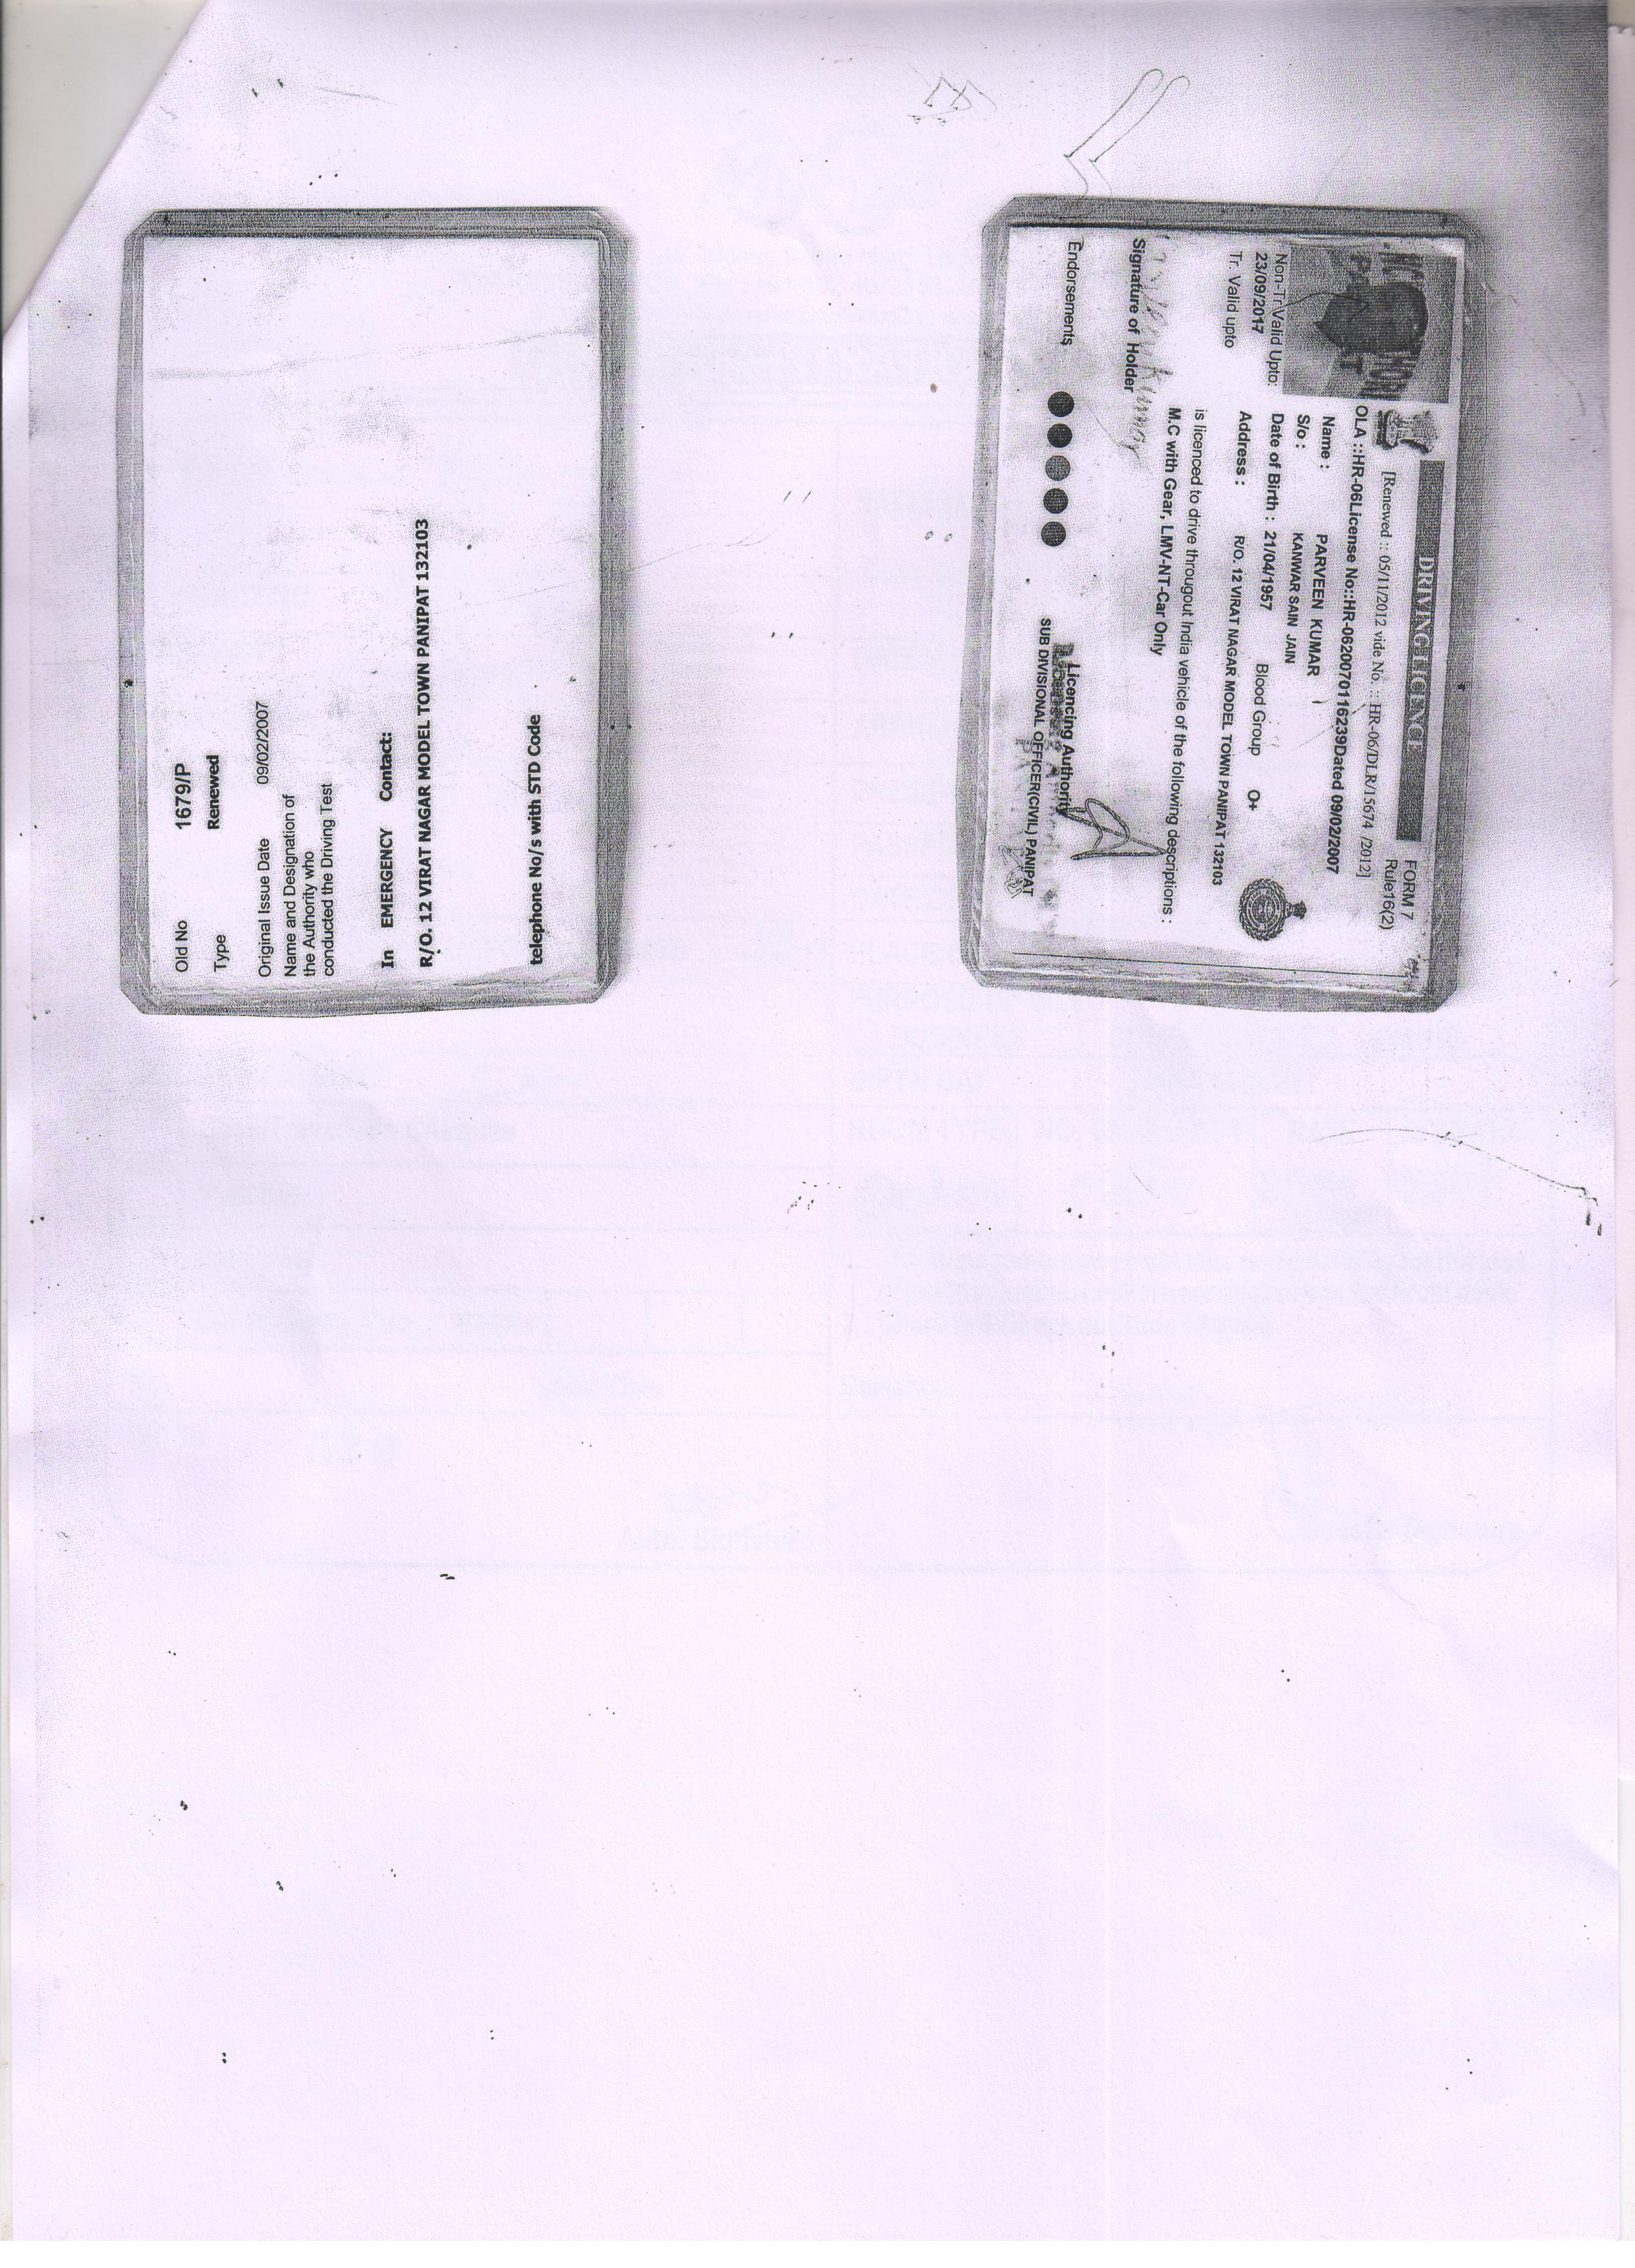 DRIVING LICENCE
FORM 7
Rule16(2)
[Renewed :: 05/11/2012 vide No. :: HR-06/DLR/15674 /2012]
OLA ::HR-06License No::HR-0620070116239Dated 09/02/2007
Name : PARVEEN KUMAR
S/o : KANWAR SAIN JAIN
Date of Birth : 21/04/1957 Blood Group O+
Address : R/O. 12 VIRAT NAGAR MODEL TOWN PANIPAT 132103
Non-Tr.Valid Upto:
23/09/2017
Tr. Valid upto
is licenced to drive througout India vehicle of the following descriptions :
M.C with Gear, LMV-NT-Car Only
Parveen Kumar
Signature of Holder
Endorsements
Licencing Authority
SUB DIVISIONAL OFFICER(CIVIL) PANIPAT
Old No 1679/P
Type Renewed
Original Issue Date 09/02/2007
Name and Designation of
the Authority who
conducted the Driving Test
In EMERGENCY Contact:
R/O. 12 VIRAT NAGAR MODEL TOWN PANIPAT 132103
telephone No/s with STD Code